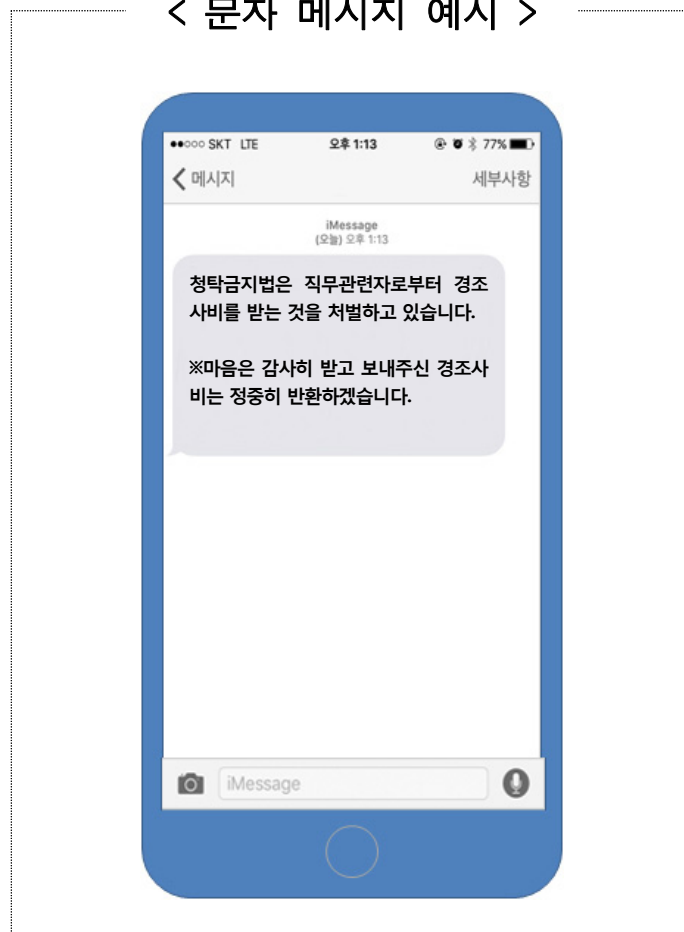 < 문자 메시지 예시 >
SKT LTE 오후 1:13 77%
메시지 세부사항
iMessage
(오늘) 오후 1:13
청탁금지법은 직무관련자로부터 경조
사비를 받는 것을 처벌하고 있습니다.
※마음은 감사히 받고 보내주신 경조사
비는 정중히 반환하겠습니다.
iMessage